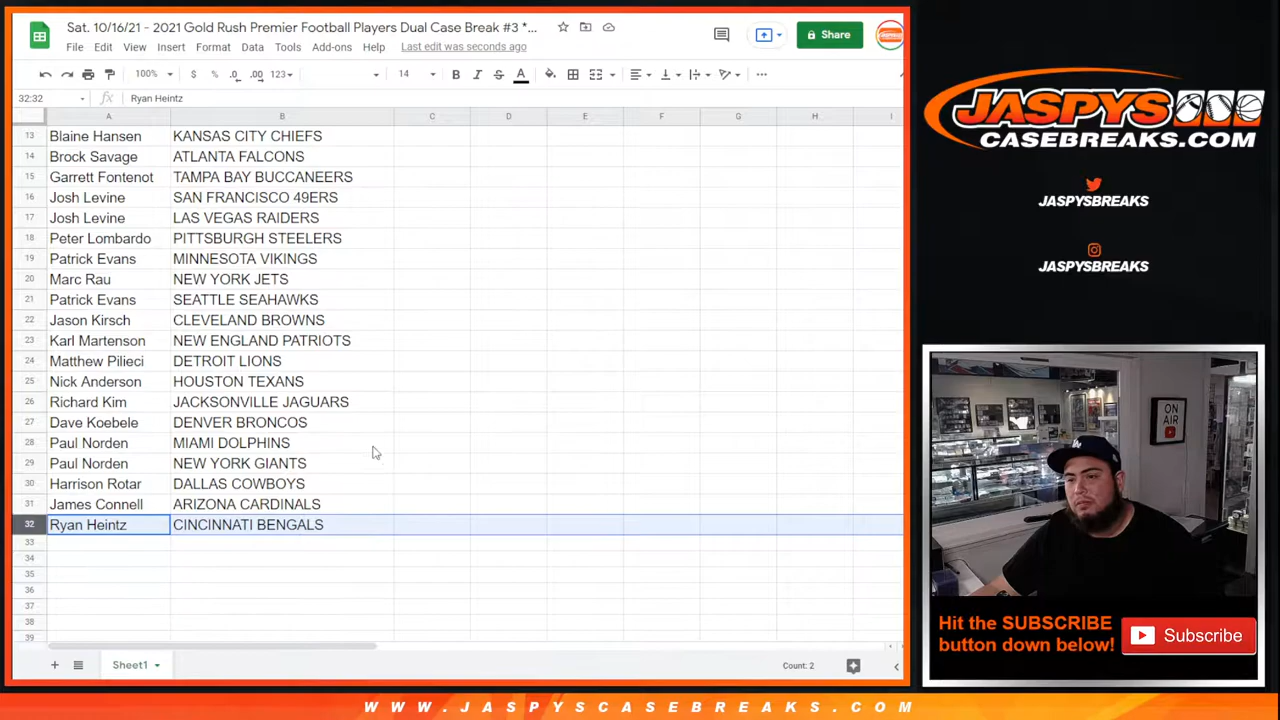 Sat. 10/16/21 - 2021 Gold Rush Premier Football Players Dual Case Break #3 *...
File Edit View Insert Format Data Tools Add-ons Help Last edit was seconds ago
Share
100% $ % .0 .00 123 14 B I S A
32:32 fx Ryan Heintz
A B C D E F G H I
13 Blaine Hansen KANSAS CITY CHIEFS
14 Brock Savage ATLANTA FALCONS
15 Garrett Fontenot TAMPA BAY BUCCANEERS
16 Josh Levine SAN FRANCISCO 49ERS
17 Josh Levine LAS VEGAS RAIDERS
18 Peter Lombardo PITTSBURGH STEELERS
19 Patrick Evans MINNESOTA VIKINGS
20 Marc Rau NEW YORK JETS
21 Patrick Evans SEATTLE SEAHAWKS
22 Jason Kirsch CLEVELAND BROWNS
23 Karl Martenson NEW ENGLAND PATRIOTS
24 Matthew Pilieci DETROIT LIONS
25 Nick Anderson HOUSTON TEXANS
26 Richard Kim JACKSONVILLE JAGUARS
27 Dave Koebele DENVER BRONCOS
28 Paul Norden MIAMI DOLPHINS
29 Paul Norden NEW YORK GIANTS
30 Harrison Rotar DALLAS COWBOYS
31 James Connell ARIZONA CARDINALS
32 Ryan Heintz CINCINNATI BENGALS
33
34
35
36
37
38
39
Sheet1
Count: 2
JASPYS
CASEBREAKS.COM
JASPYSBREAKS
JASPYSBREAKS
ON
AIR
LA
Hit the SUBSCRIBE
button down below!
Subscribe
WWW.JASPYSCASEBREAKS.COM